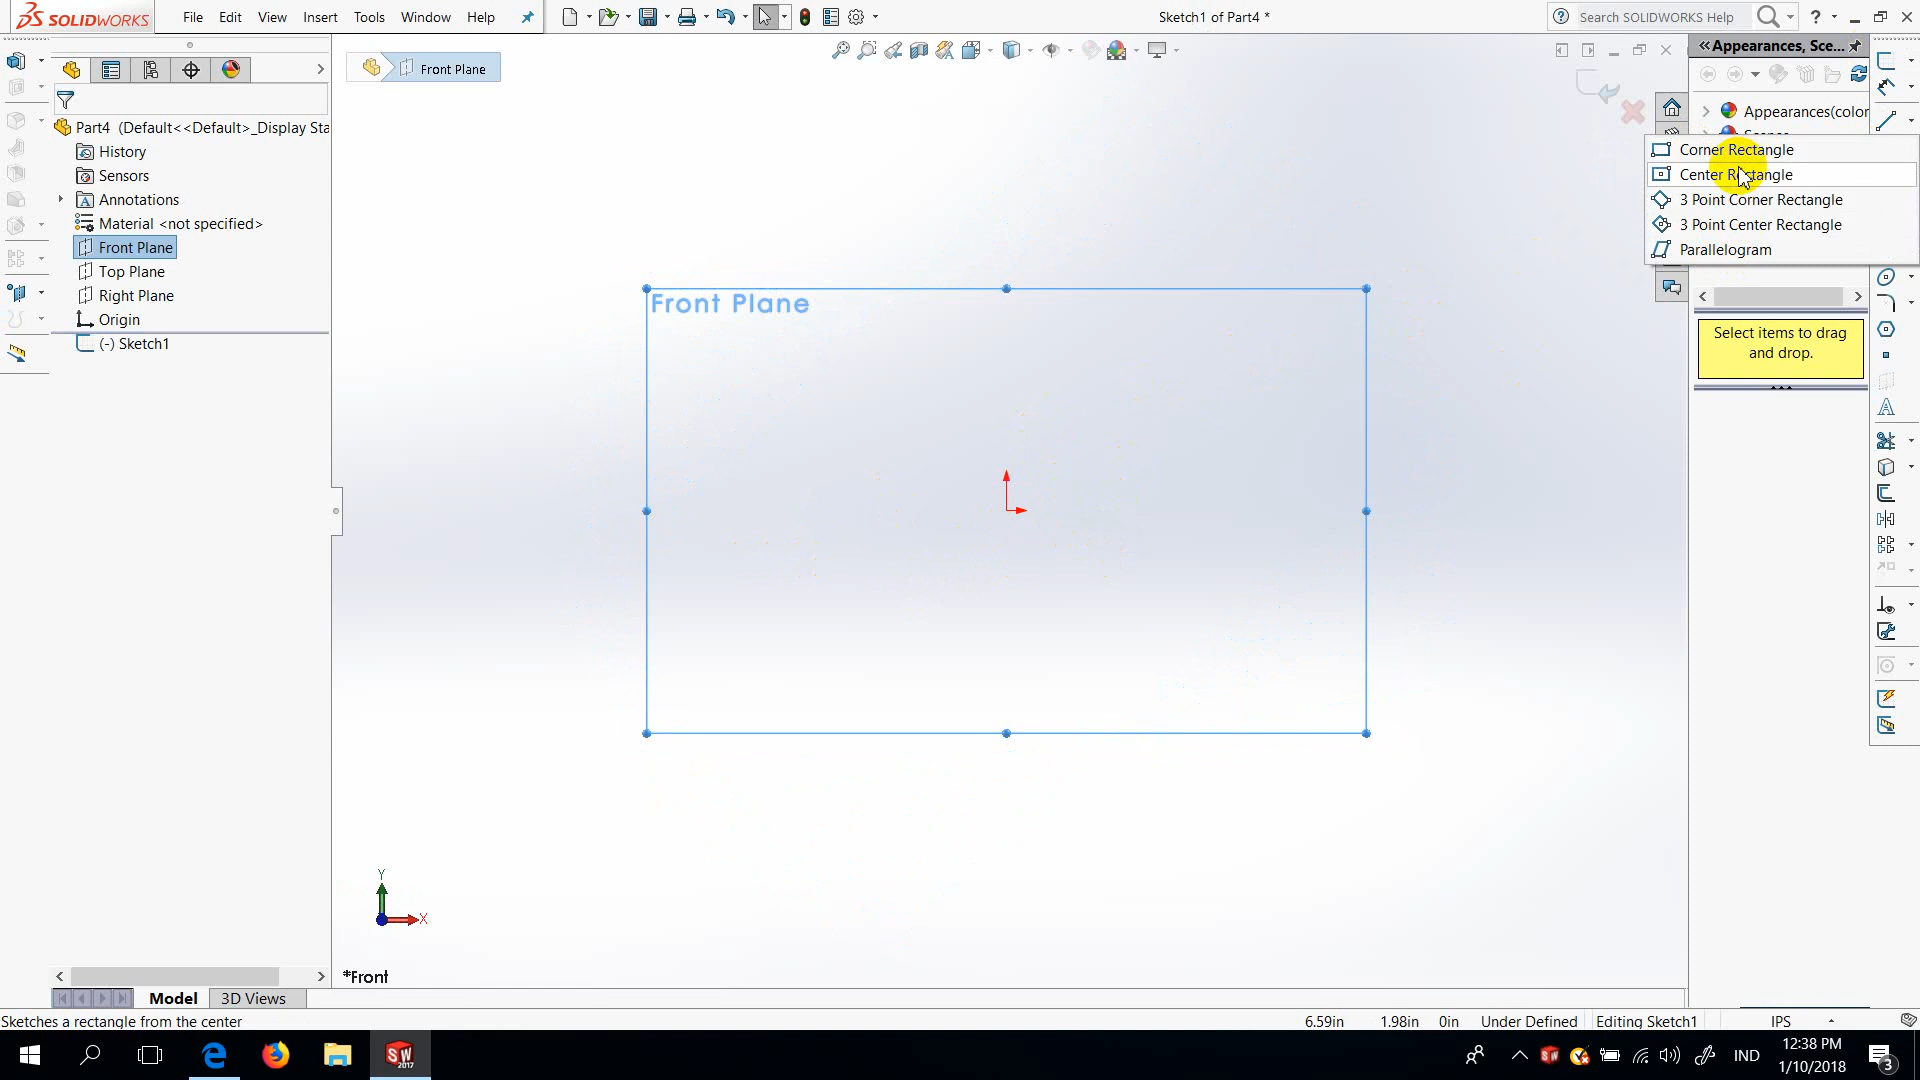 SOLIDWORKS
File Edit View Insert Tools Window Help
Sketch1 of Part4 *
Search SOLIDWORKS Help
?
Front Plane
Appearances, Sce...
Appearances(color
Part4 (Default<<Default>_Display Sta
History
Sensors
Annotations
Material <not specified>
Front Plane
Top Plane
Right Plane
Origin
(-) Sketch1
Corner Rectangle
Center Rectangle
3 Point Corner Rectangle
3 Point Center Rectangle
Parallelogram
Select items to drag
and drop.
Front Plane
Y
X
*Front
Model
3D Views
Sketches a rectangle from the center
6.59in 1.98in 0in Under Defined Editing Sketch1 IPS
SW
2017
IND
12:38 PM
1/10/2018
3